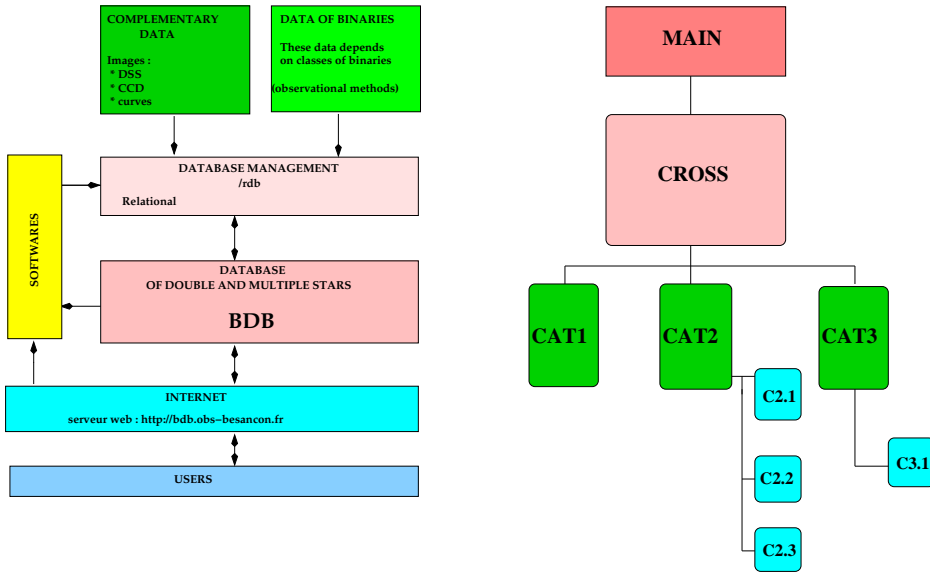 COMPLEMENTARY
DATA
Images :
* DSS
* CCD
* curves
DATA OF BINARIES
These data depends
on classes of binaries
(observational methods)
SOFTWARES
DATABASE MANAGEMENT
/rdb
Relational
DATABASE
OF DOUBLE AND MULTIPLE STARS
BDB
INTERNET
serveur web : http://bdb.obs−besancon.fr
USERS
MAIN
CROSS
CAT1
CAT2
CAT3
C2.1
C2.2
C2.3
C3.1